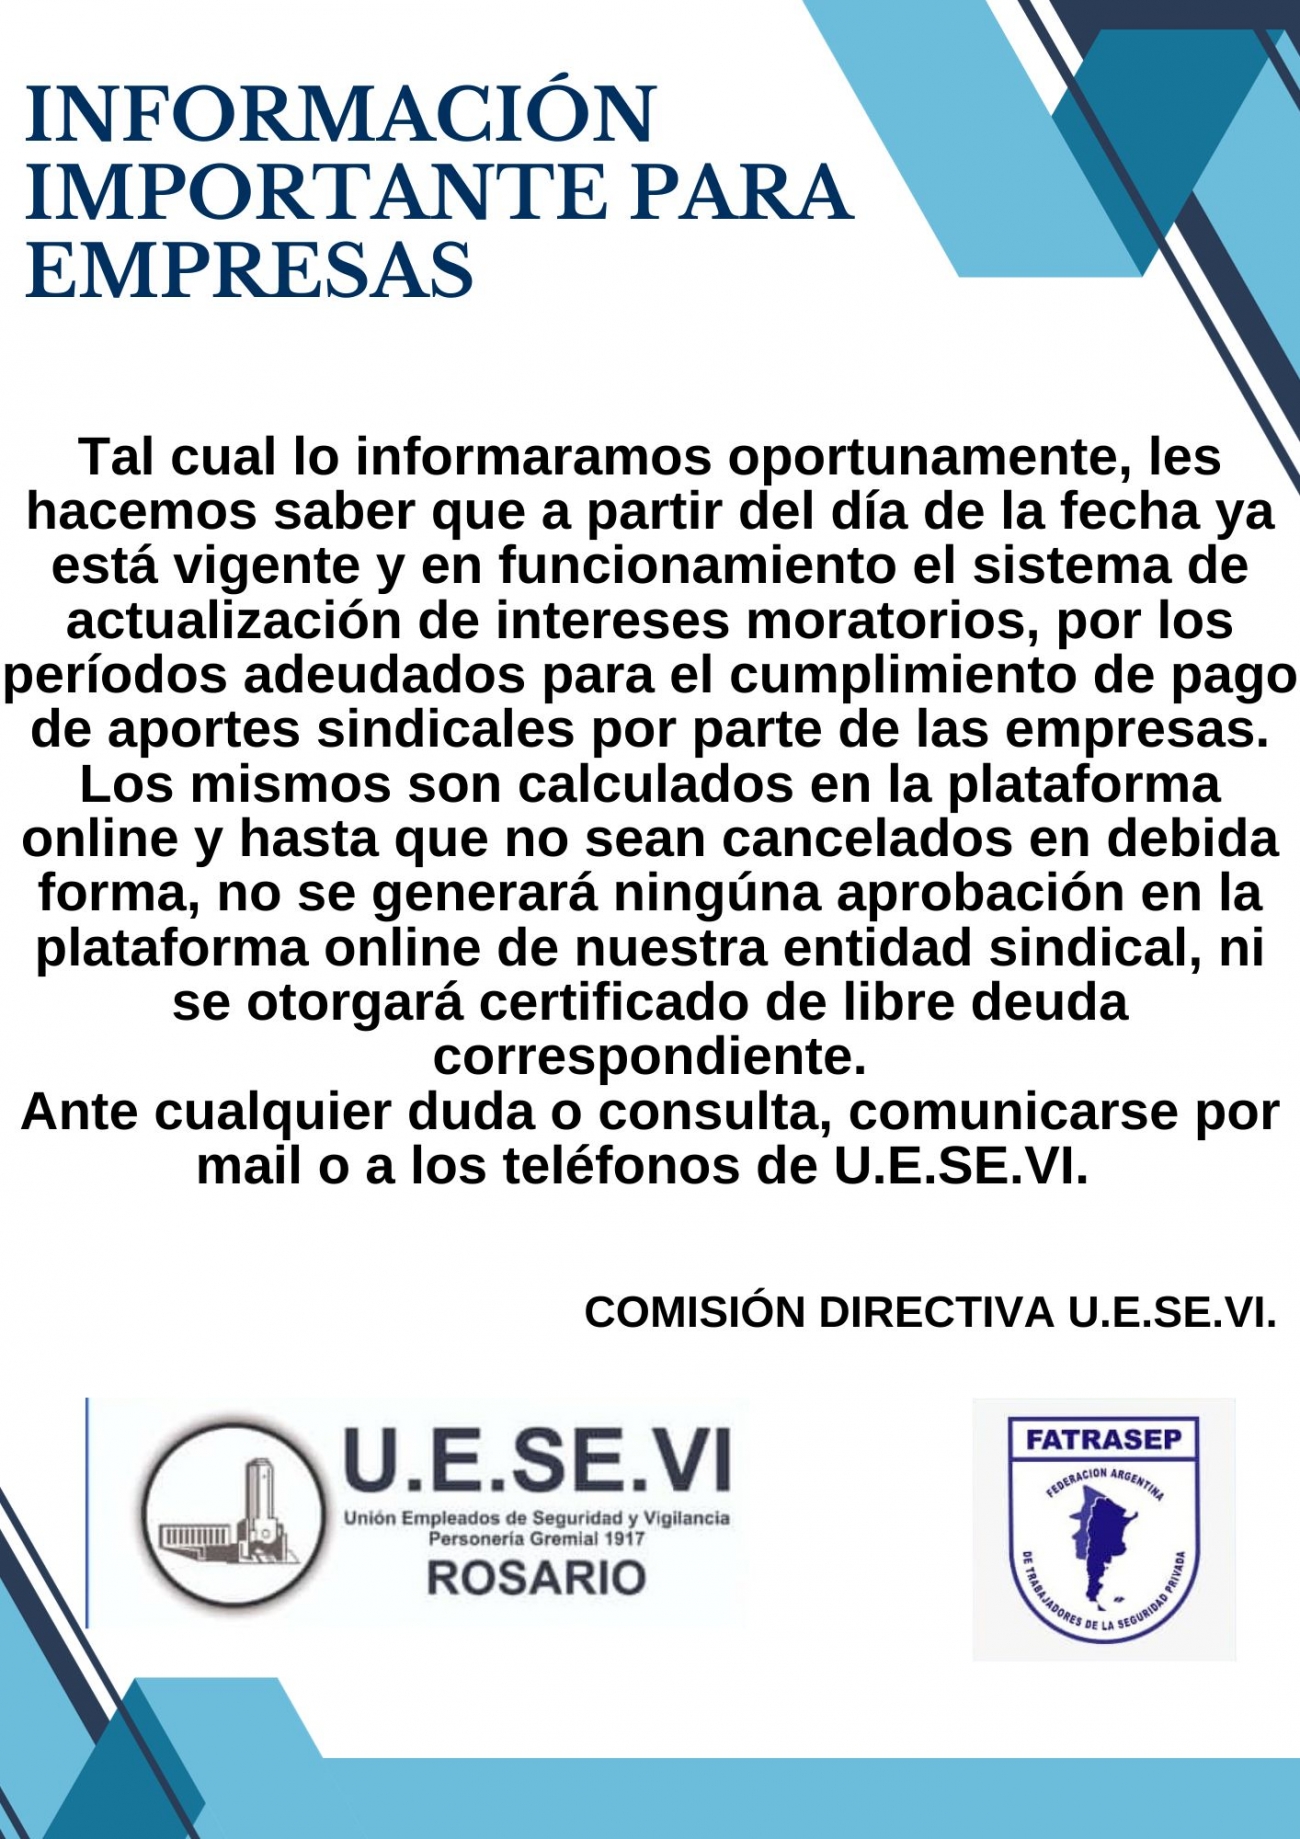 INFORMACIÓN
IMPORTANTE PARA
EMPRESAS
Tal cual lo informaramos oportunamente, les
hacemos saber que a partir del día de la fecha ya
está vigente y en funcionamiento el sistema de
actualización de intereses moratorios, por los
períodos adeudados para el cumplimiento de pago
de aportes sindicales por parte de las empresas.
Los mismos son calculados en la plataforma
online y hasta que no sean cancelados en debida
forma, no se generará ningúna aprobación en la
plataforma online de nuestra entidad sindical, ni
se otorgará certificado de libre deuda
correspondiente.
Ante cualquier duda o consulta, comunicarse por
mail o a los teléfonos de U.E.SE.VI.
COMISIÓN DIRECTIVA U.E.SE.VI.
U.E.SE.VI
Unión Empleados de Seguridad y Vigilancia
Personería Gremial 1917
ROSARIO
FATRASEP
FEDERACION ARGENTINA
DE TRABAJADORES DE LA SEGURIDAD PRIVADA